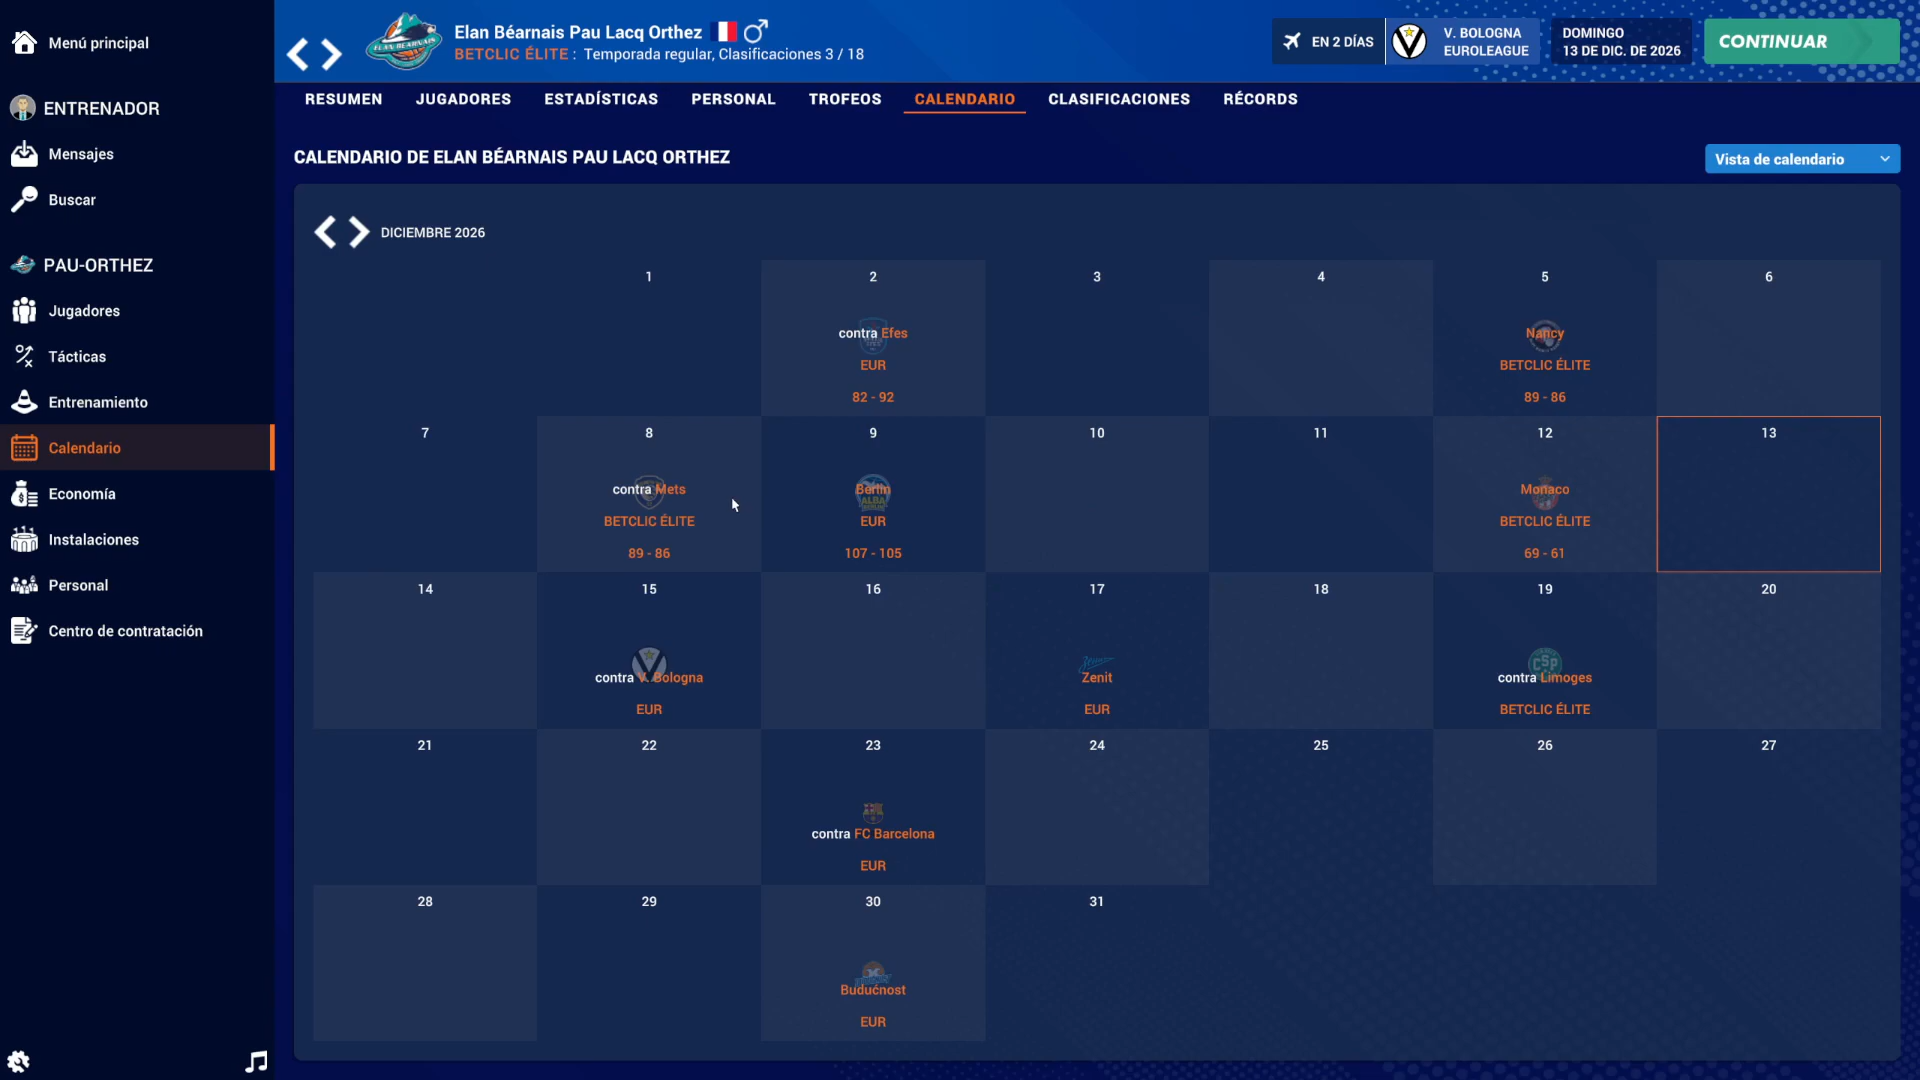 Menú principal
ENTRENADOR
Mensajes
Buscar
PAU-ORTHEZ
Jugadores
Tácticas
Entrenamiento
Calendario
Economía
Instalaciones
Personal
Centro de contratación
ELAN BÉARNAIS
Elan Béarnais Pau Lacq Orthez
BETCLIC ÉLITE : Temporada regular, Clasificaciones 3 / 18
EN 2 DÍAS
V. BOLOGNA
EUROLEAGUE
DOMINGO
13 DE DIC. DE 2026
CONTINUAR
RESUMEN JUGADORES ESTADÍSTICAS PERSONAL TROFEOS CALENDARIO CLASIFICACIONES RÉCORDS
CALENDARIO DE ELAN BÉARNAIS PAU LACQ ORTHEZ
Vista de calendario
DICIEMBRE 2026
1 2 3 4 5 6
contra Efes Nancy
EUR BETCLIC ÉLITE
82 - 92 89 - 86
7 8 9 10 11 12 13
contra Mets Berlin Monaco
BETCLIC ÉLITE EUR BETCLIC ÉLITE
89 - 86 107 - 105 69 - 61
14 15 16 17 18 19 20
contra V. Bologna Zenit contra Limoges
EUR EUR BETCLIC ÉLITE
21 22 23 24 25 26 27
contra FC Barcelona
EUR
28 29 30 31
Budućnost
EUR